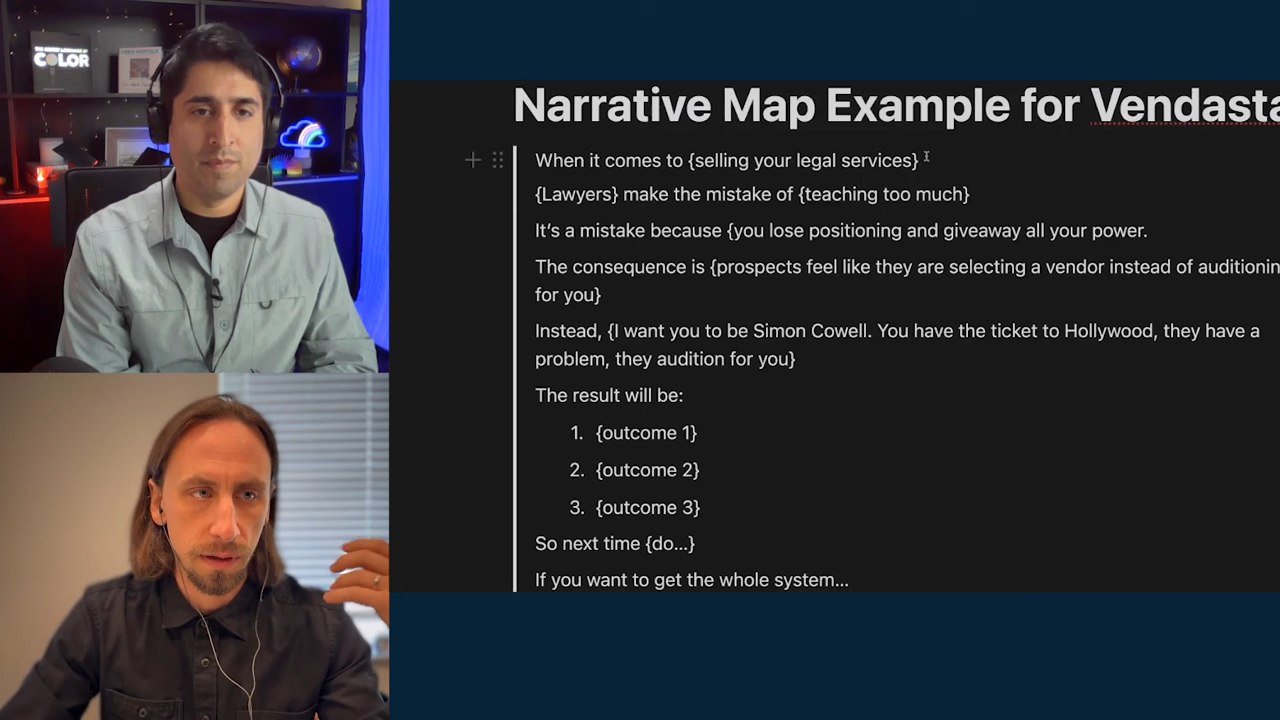 COLOR
Narrative Map Example for Vendasta
When it comes to {selling your legal services}
{Lawyers} make the mistake of {teaching too much}
It's a mistake because {you lose positioning and giveaway all your power.
The consequence is {prospects feel like they are selecting a vendor instead of auditionin
for you}
Instead, {I want you to be Simon Cowell. You have the ticket to Hollywood, they have a
problem, they audition for you}
The result will be:
1. {outcome 1}
2. {outcome 2}
3. {outcome 3}
So next time {do...}
If you want to get the whole system...